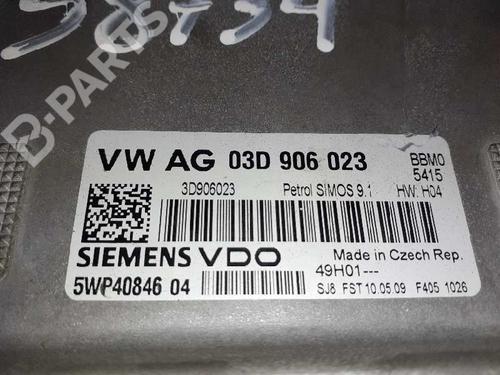 58734
B-PARTS
VW AG 03D 906 023 BBM0
5415
3D906023 Petrol SIMOS 9.1 HW: H04
SIEMENS VDO Made in Czech Rep.
49H01---
5WP40846 04 SJ8 FST 10.05.09 F405 1026